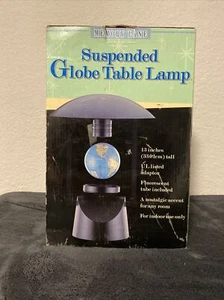 Suspended
Globe Table Lamp
13 inches
tall
UL listed
adaptor
Fluorescent
tube included
A nostalgic accent
for any room
For indoor use only